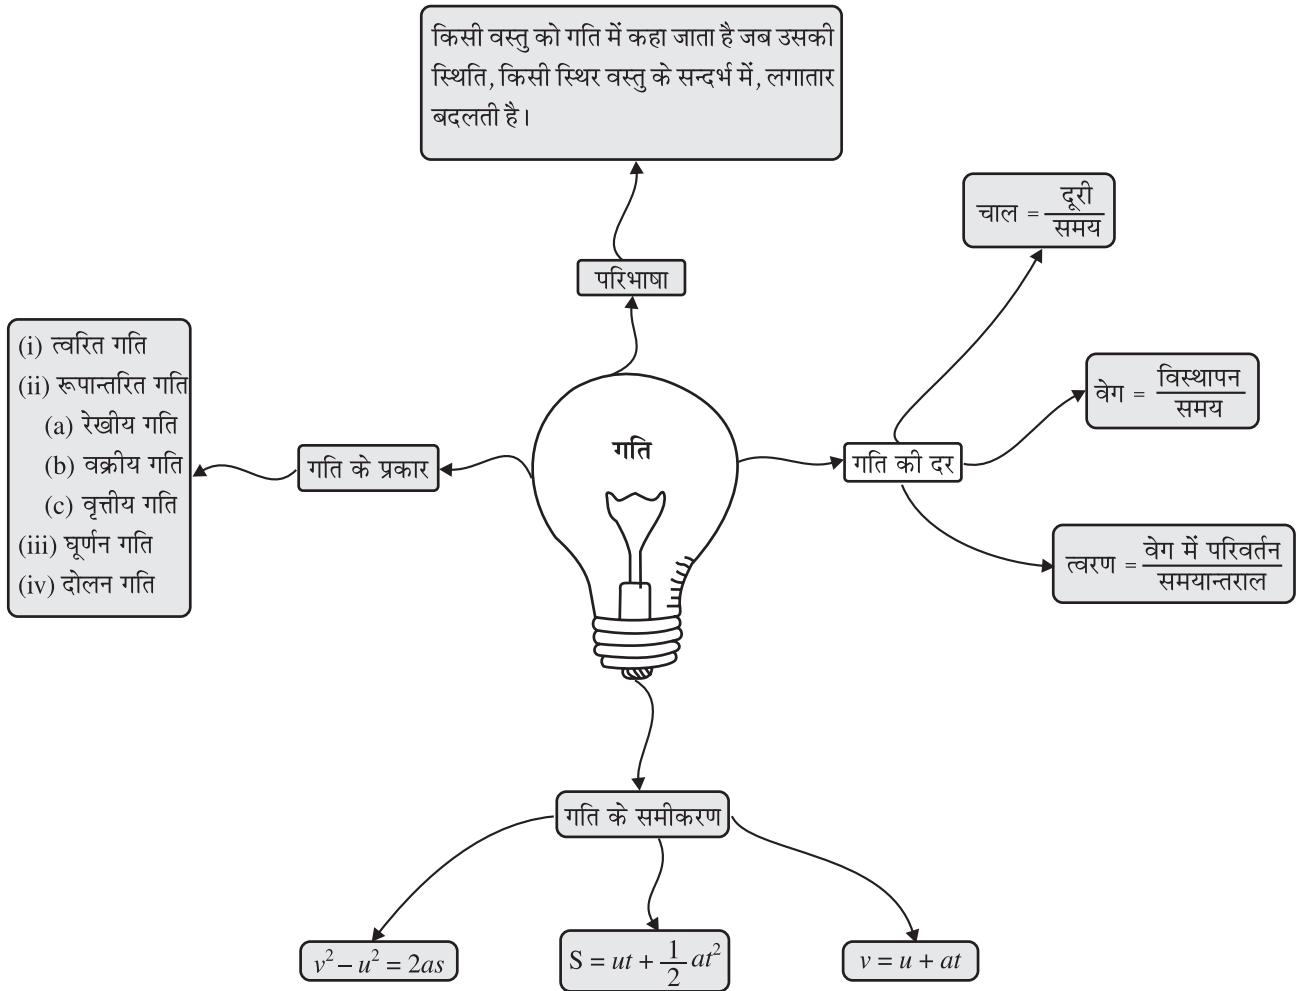 किसी वस्तु को गति में कहा जाता है जब उसकी
स्थिति, किसी स्थिर वस्तु के सन्दर्भ में, लगातार
बदलती है।
चाल = दूरी / समय
परिभाषा
(i) त्वरित गति
(ii) रूपान्तरित गति
(a) रेखीय गति
(b) वक्रीय गति
(c) वृत्तीय गति
(iii) घूर्णन गति
(iv) दोलन गति
गति के प्रकार
गति
गति की दर
वेग = विस्थापन / समय
त्वरण = वेग में परिवर्तन / समयान्तराल
गति के समीकरण
v² – u² = 2as
S = ut + 1/2 at²
v = u + at